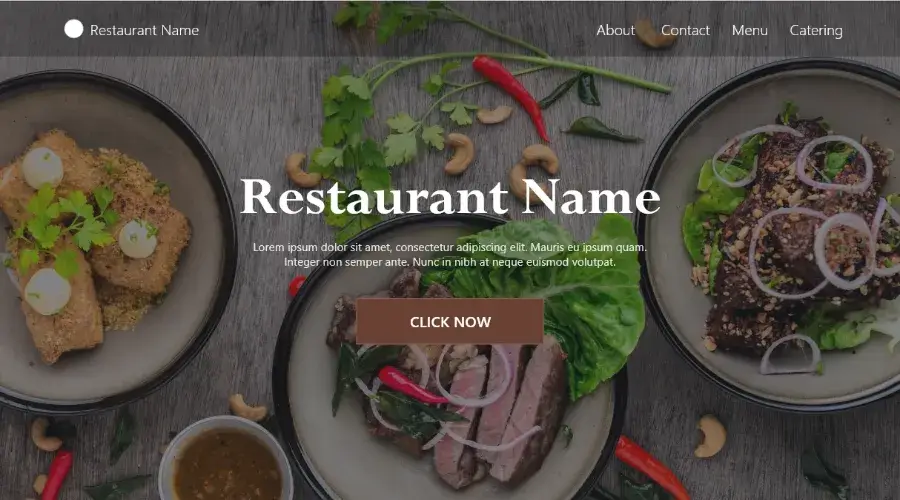 Restaurant Name
About
Contact
Menu
Catering
Restaurant Name
Lorem ipsum dolor sit amet, consectetur adipiscing elit. Mauris eu ipsum quam.
Integer non semper ante. Nunc in nibh at neque euismod volutpat.
CLICK NOW